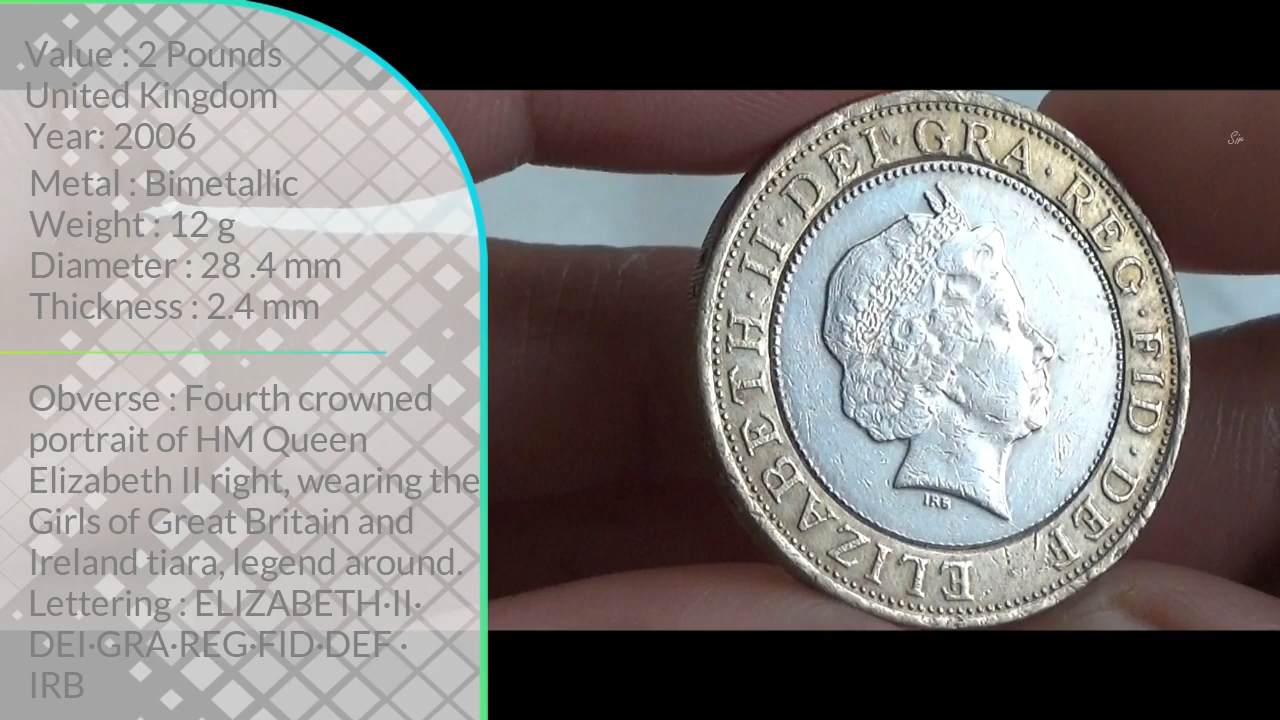 Value : 2 Pounds
United Kingdom
Year: 2006
Metal : Bimetallic
Weight : 12 g
Diameter : 28 .4 mm
Thickness : 2.4 mm
Obverse : Fourth crowned
portrait of HM Queen
Elizabeth II right, wearing the
Girls of Great Britain and
Ireland tiara, legend around.
Lettering : ELIZABETH·II·
DEI·GRA·REG·FID·DEF ·
IRB
ELIZABETH·II·DEI·GRA·REG·FID·DEF
IRB
Sir